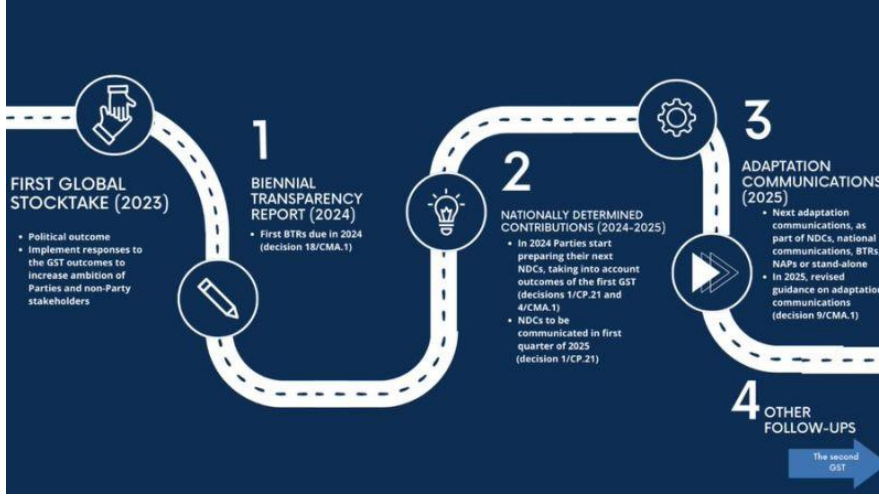 FIRST GLOBAL
STOCKTAKE (2023)
• Political outcome
• Implement responses to
the GST outcomes to
increase ambition of
Parties and non-Party
stakeholders
1
BIENNIAL
TRANSPARENCY
REPORT (2024)
• First BTRs due in 2024
(decision 18/CMA.1)
2
NATIONALLY DETERMINED
CONTRIBUTIONS (2024-2025)
• In 2024 Parties start
preparing their next
NDCs, taking into account
outcomes of the first GST
(decisions 1/CP.21 and
4/CMA.1)
• NDCs to be
communicated in first
quarter of 2025
(decision 1/CP.21)
3
ADAPTATION
COMMUNICATIONS
(2025)
• Next adaptation
communications, as
part of NDCs, national
communications, BTRs,
NAPs or stand-alone
• In 2025, revised
guidance on adaptation
communications
(decision 9/CMA.1)
4 OTHER
FOLLOW-UPS
The second
GST